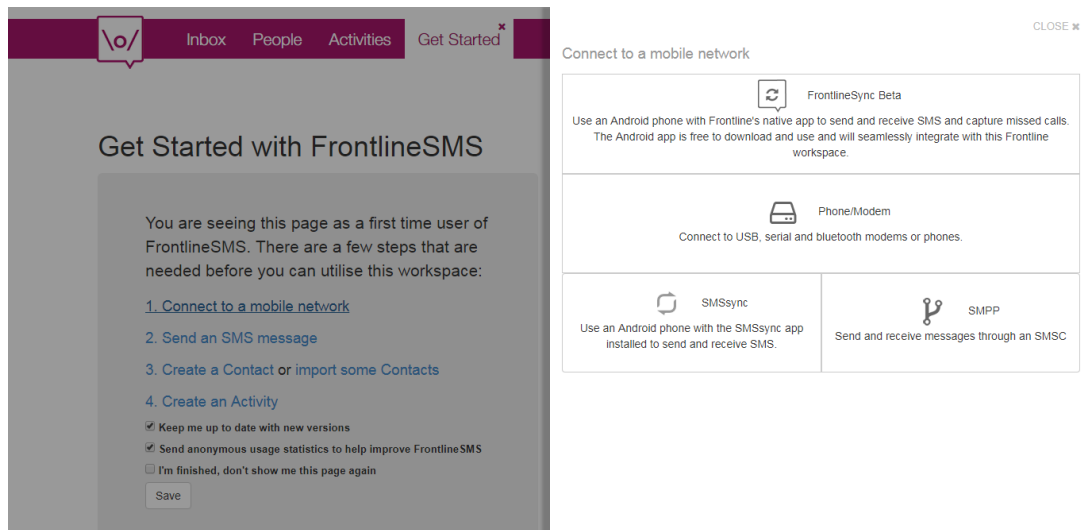 \o/
Inbox People Activities Get Started ✖
Get Started with FrontlineSMS
You are seeing this page as a first time user of
FrontlineSMS. There are a few steps that are
needed before you can utilise this workspace:
1. Connect to a mobile network
2. Send an SMS message
3. Create a Contact or import some Contacts
4. Create an Activity
Keep me up to date with new versions
Send anonymous usage statistics to help improve FrontlineSMS
I'm finished, don't show me this page again
Save
CLOSE ✖
Connect to a mobile network
FrontlineSync Beta
Use an Android phone with Frontline's native app to send and receive SMS and capture missed calls.
The Android app is free to download and use and will seamlessly integrate with this Frontline
workspace.
Phone/Modem
Connect to USB, serial and bluetooth modems or phones.
SMSsync
Use an Android phone with the SMSsync app
installed to send and receive SMS.
SMPP
Send and receive messages through an SMSC